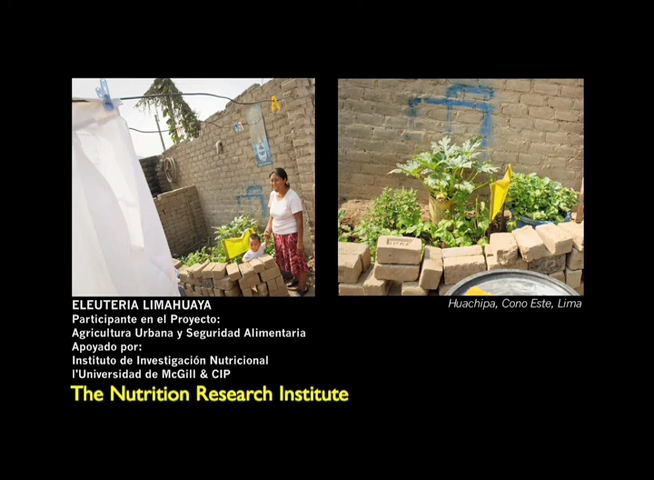 ELEUTERIA LIMAHUAYA
Participante en el Proyecto:
Agricultura Urbana y Seguridad Alimentaria
Apoyado por:
Instituto de Investigación Nutricional
l'Universidad de McGill & CIP
The Nutrition Research Institute
Huachipa, Cono Este, Lima